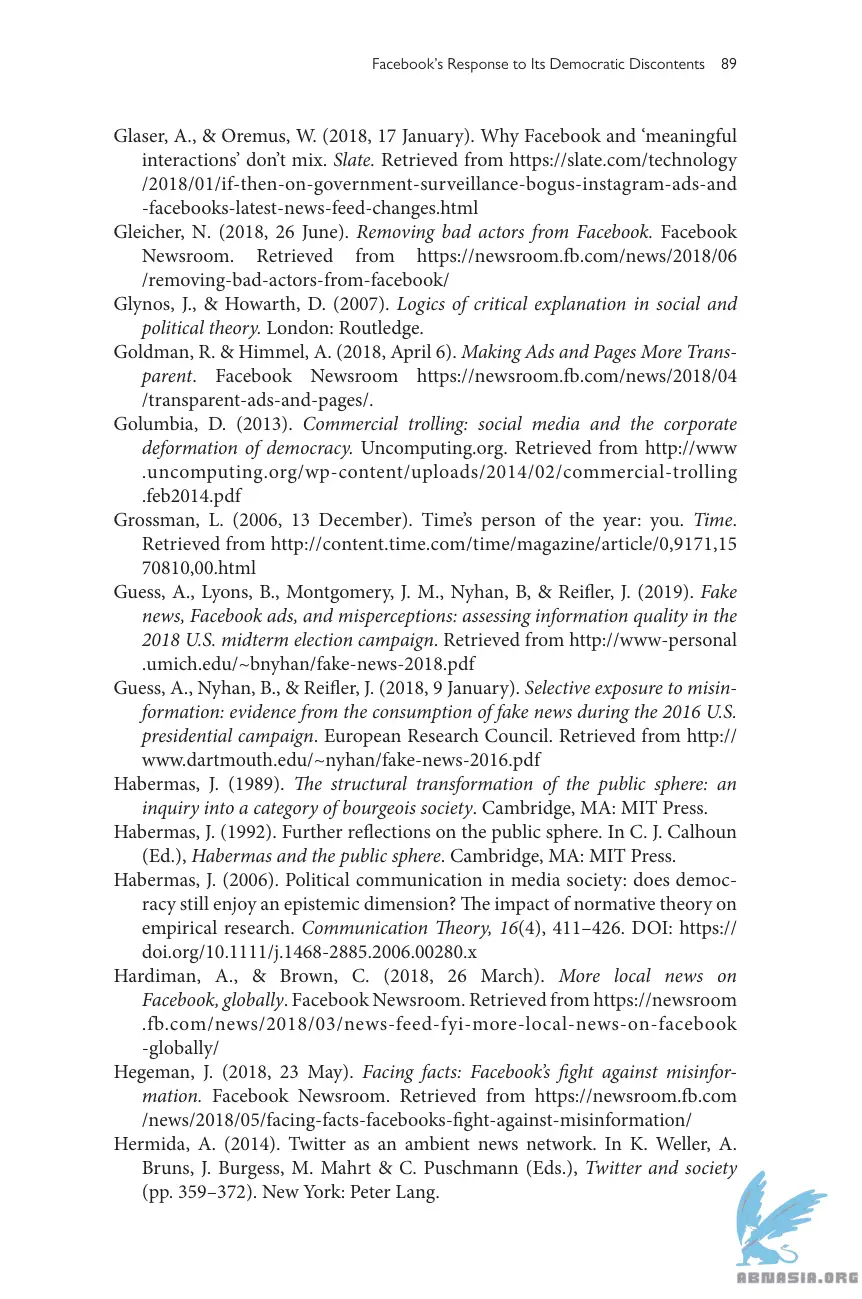 Facebook's Response to Its Democratic Discontents 89
Glaser, A., & Oremus, W. (2018, 17 January). Why Facebook and ‘meaningful
interactions’ don’t mix. Slate. Retrieved from https://slate.com/technology
/2018/01/if-then-on-government-surveillance-bogus-instagram-ads-and
-facebooks-latest-news-feed-changes.html
Gleicher, N. (2018, 26 June). Removing bad actors from Facebook. Facebook
Newsroom. Retrieved from https://newsroom.fb.com/news/2018/06
/removing-bad-actors-from-facebook/
Glynos, J., & Howarth, D. (2007). Logics of critical explanation in social and
political theory. London: Routledge.
Goldman, R. & Himmel, A. (2018, April 6). Making Ads and Pages More Trans-
parent. Facebook Newsroom https://newsroom.fb.com/news/2018/04
/transparent-ads-and-pages/.
Golumbia, D. (2013). Commercial trolling: social media and the corporate
deformation of democracy. Uncomputing.org. Retrieved from http://www
.uncomputing.org/wp-content/uploads/2014/02/commercial-trolling
.feb2014.pdf
Grossman, L. (2006, 13 December). Time’s person of the year: you. Time.
Retrieved from http://content.time.com/time/magazine/article/0,9171,15
70810,00.html
Guess, A., Lyons, B., Montgomery, J. M., Nyhan, B, & Reifler, J. (2019). Fake
news, Facebook ads, and misperceptions: assessing information quality in the
2018 U.S. midterm election campaign. Retrieved from http://www-personal
.umich.edu/~bnyhan/fake-news-2018.pdf
Guess, A., Nyhan, B., & Reifler, J. (2018, 9 January). Selective exposure to misin-
formation: evidence from the consumption of fake news during the 2016 U.S.
presidential campaign. European Research Council. Retrieved from http://
www.dartmouth.edu/~nyhan/fake-news-2016.pdf
Habermas, J. (1989). The structural transformation of the public sphere: an
inquiry into a category of bourgeois society. Cambridge, MA: MIT Press.
Habermas, J. (1992). Further reflections on the public sphere. In C. J. Calhoun
(Ed.), Habermas and the public sphere. Cambridge, MA: MIT Press.
Habermas, J. (2006). Political communication in media society: does democ-
racy still enjoy an epistemic dimension? The impact of normative theory on
empirical research. Communication Theory, 16(4), 411–426. DOI: https://
doi.org/10.1111/j.1468-2885.2006.00280.x
Hardiman, A., & Brown, C. (2018, 26 March). More local news on
Facebook, globally. Facebook Newsroom. Retrieved from https://newsroom
.fb.com/news/2018/03/news-feed-fyi-more-local-news-on-facebook
-globally/
Hegeman, J. (2018, 23 May). Facing facts: Facebook’s fight against misinfor-
mation. Facebook Newsroom. Retrieved from https://newsroom.fb.com
/news/2018/05/facing-facts-facebooks-fight-against-misinformation/
Hermida, A. (2014). Twitter as an ambient news network. In K. Weller, A.
Bruns, J. Burgess, M. Mahrt & C. Puschmann (Eds.), Twitter and society
(pp. 359–372). New York: Peter Lang.
ABNASIA.ORG